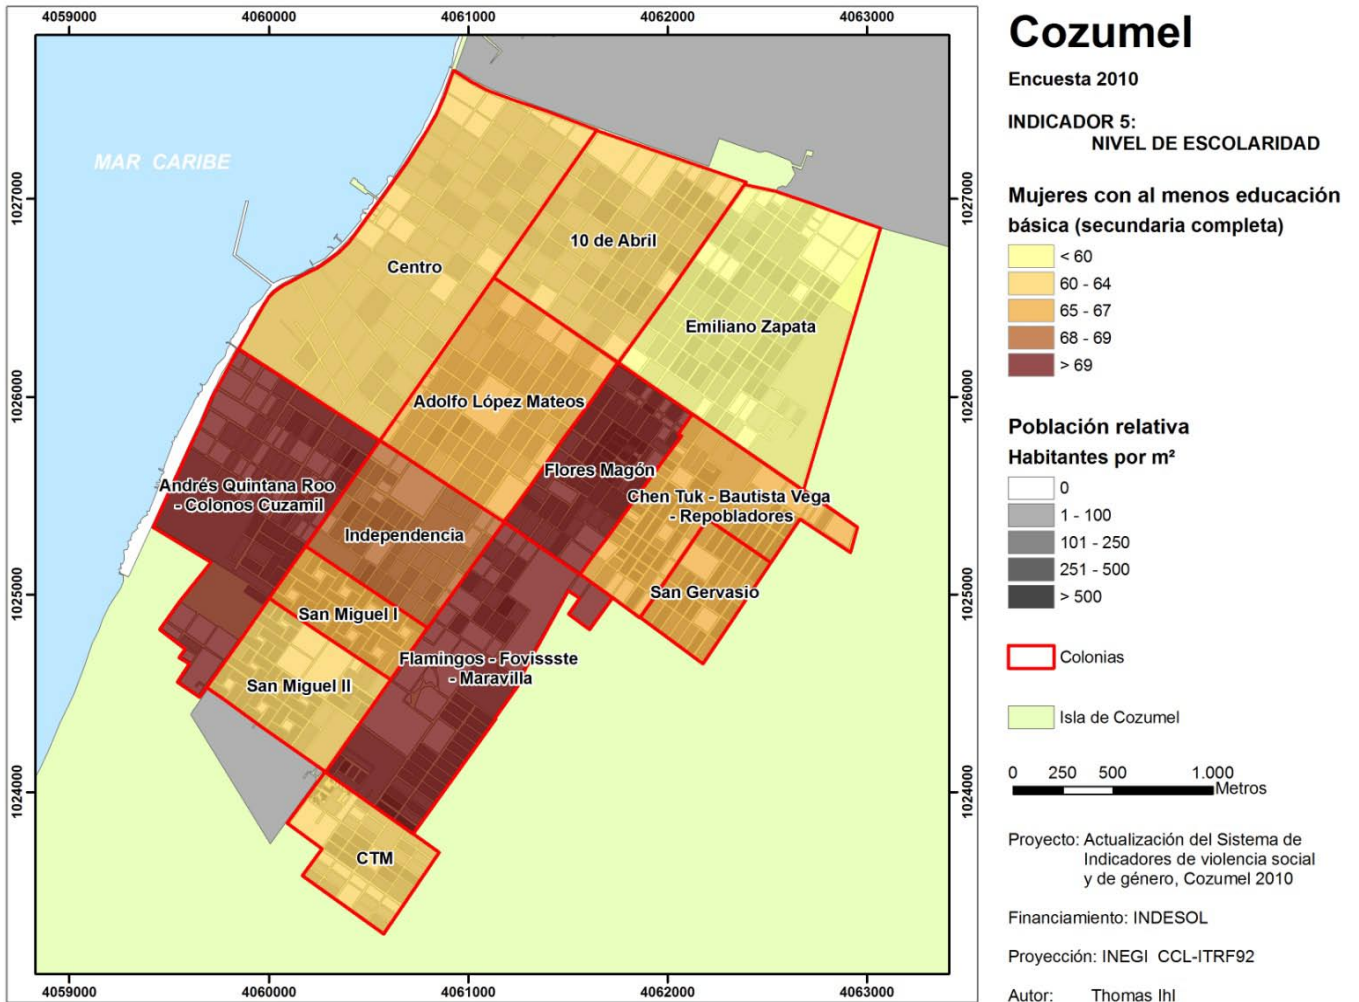 4059000 4060000 4061000 4062000 4063000
1027000
1026000
1025000
1024000
1027000
1026000
1025000
1024000
4059000 4060000 4061000 4062000 4063000
MAR CARIBE
10 de Abril
Centro
Emiliano Zapata
Adolfo López Mateos
Flores Magón
Andrés Quintana Roo
- Colonos Cuzamil
Chen Tuk - Bautista Vega
- Repobladores
Independencia
San Gervasio
San Miguel I
Flamingos - Fovissste
- Maravilla
San Miguel II
CTM
Cozumel
Encuesta 2010
INDICADOR 5:
NIVEL DE ESCOLARIDAD
Mujeres con al menos educación
básica (secundaria completa)
< 60
60 - 64
65 - 67
68 - 69
> 69
Población relativa
Habitantes por m²
0
1 - 100
101 - 250
251 - 500
> 500
Colonias
Isla de Cozumel
0 250 500 1.000
Metros
Proyecto: Actualización del Sistema de
Indicadores de violencia social
y de género, Cozumel 2010
Financiamiento: INDESOL
Proyección: INEGI CCL-ITRF92
Autor: Thomas Ihl